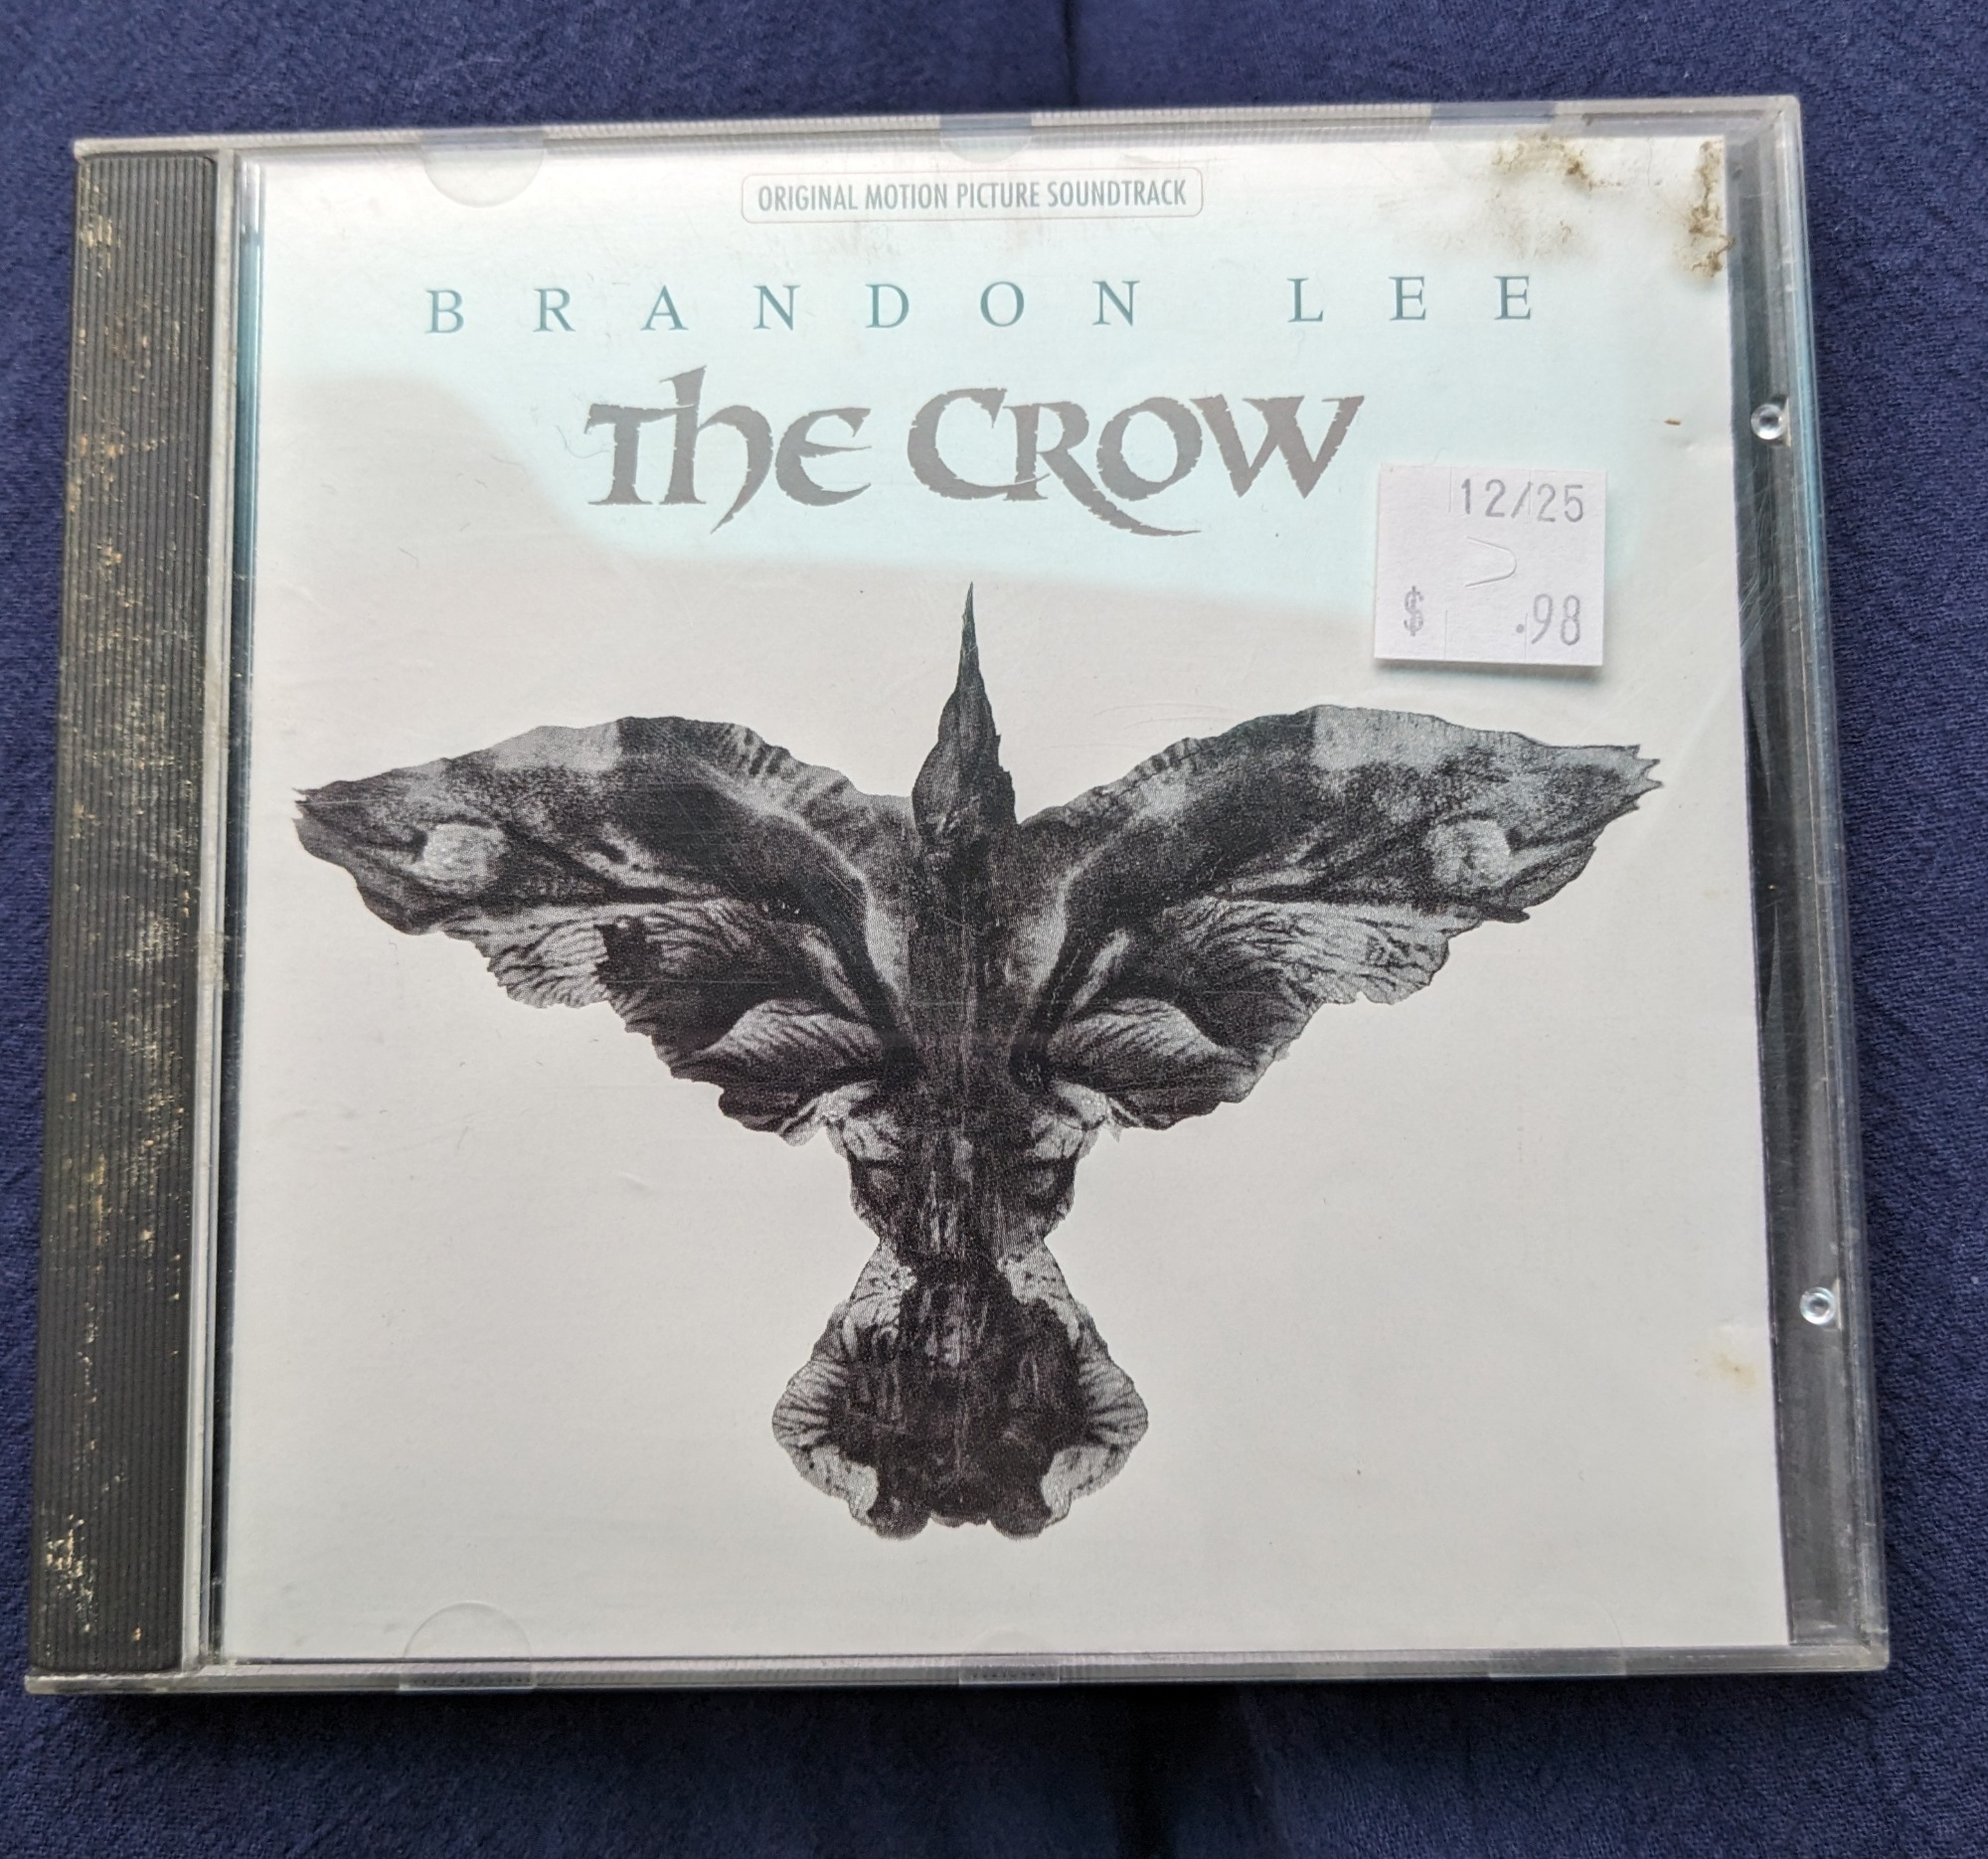 ORIGINAL MOTION PICTURE SOUNDTRACK
BRANDON LEE
The CROW
12/25
$ .98